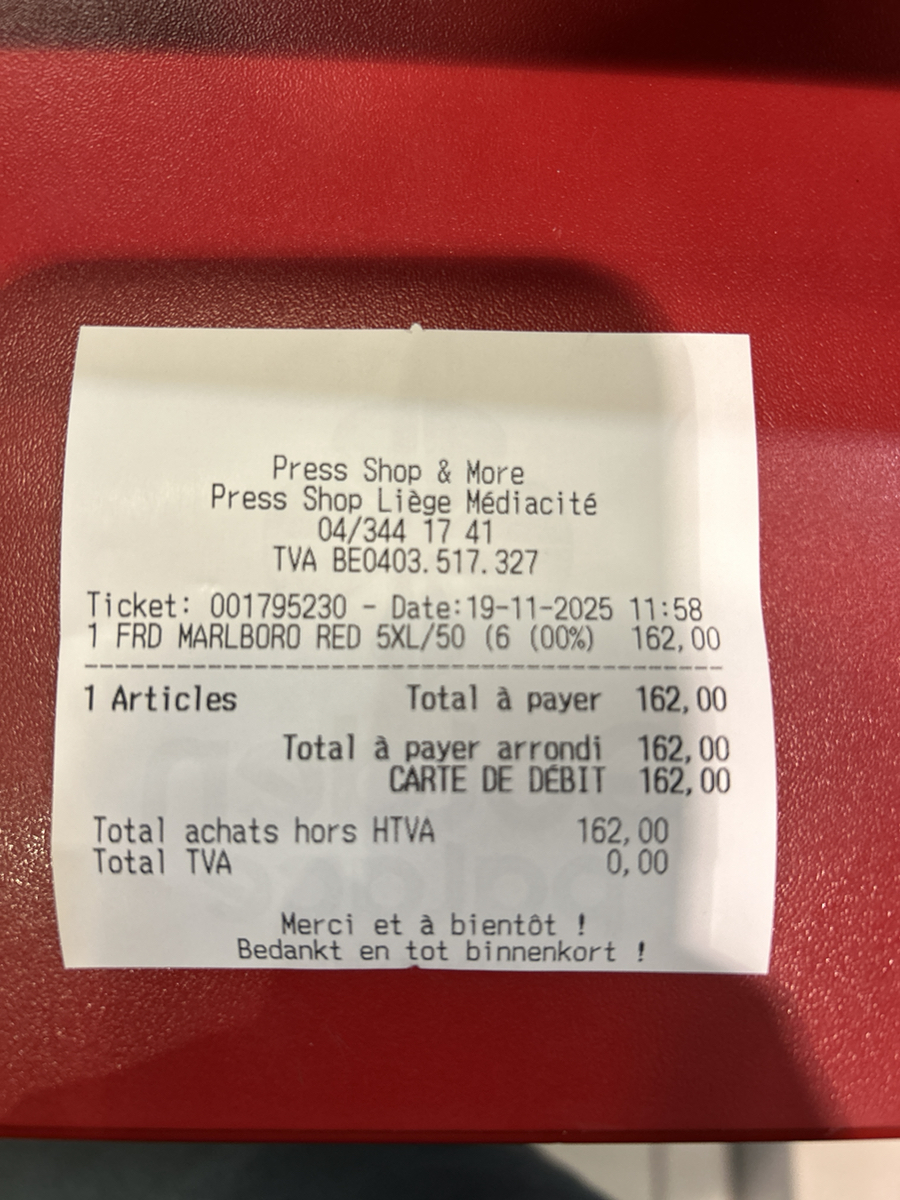 Press Shop & More
Press Shop Liège Médiacité
04/344 17 41
TVA BE0403.517.327
Ticket: 001795230 - Date:19-11-2025 11:58
1 FRD MARLBORO RED 5XL/50 (6 (00%) 162,00
1 Articles Total à payer 162,00
Total à payer arrondi 162,00
CARTE DE DÉBIT 162,00
Total achats hors HTVA 162,00
Total TVA 0,00
Merci et à bientôt !
Bedankt en tot binnenkort !